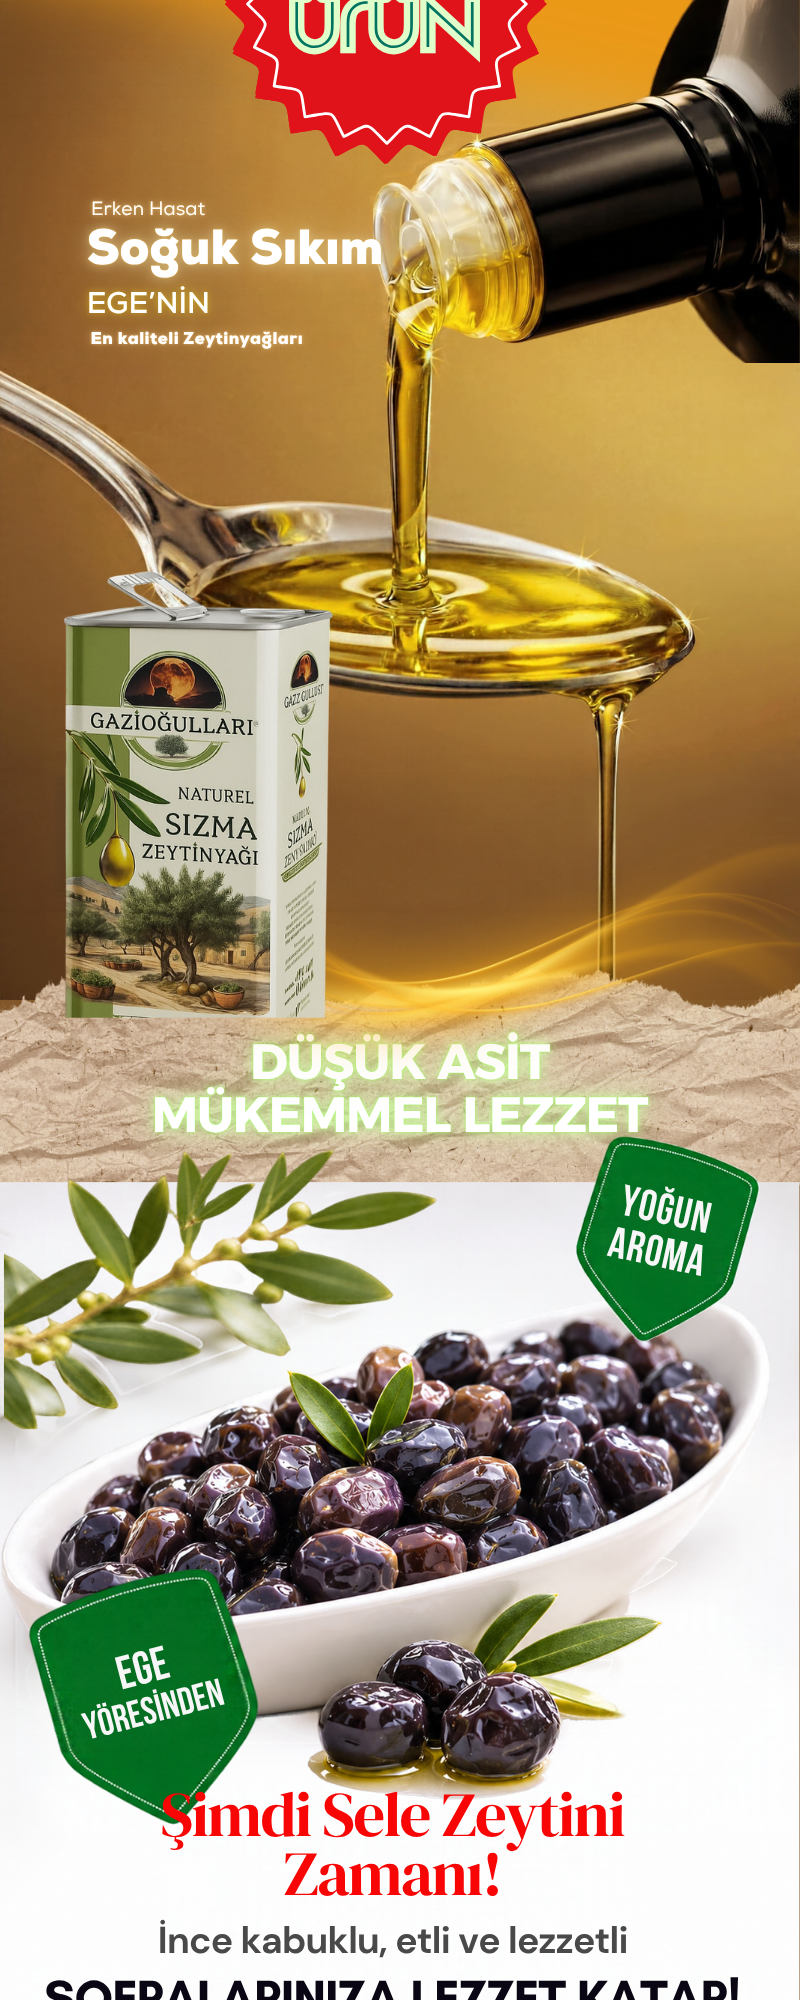 ürün
Erken Hasat
Soğuk Sıkım
EGE'NİN
En kaliteli Zeytinyağları
GAZİOĞULLARI
NATUREL
SIZMA
ZEYTİNYAĞI
SIZMA
DÜŞÜK ASİT
MÜKEMMEL LEZZET
YOĞUN
AROMA
EGE
YÖRESİNDEN
Şimdi Sele Zeytini
Zamanı!
İnce kabuklu, etli ve lezzetli
SOFRALARINIZA LEZZET KATAR!